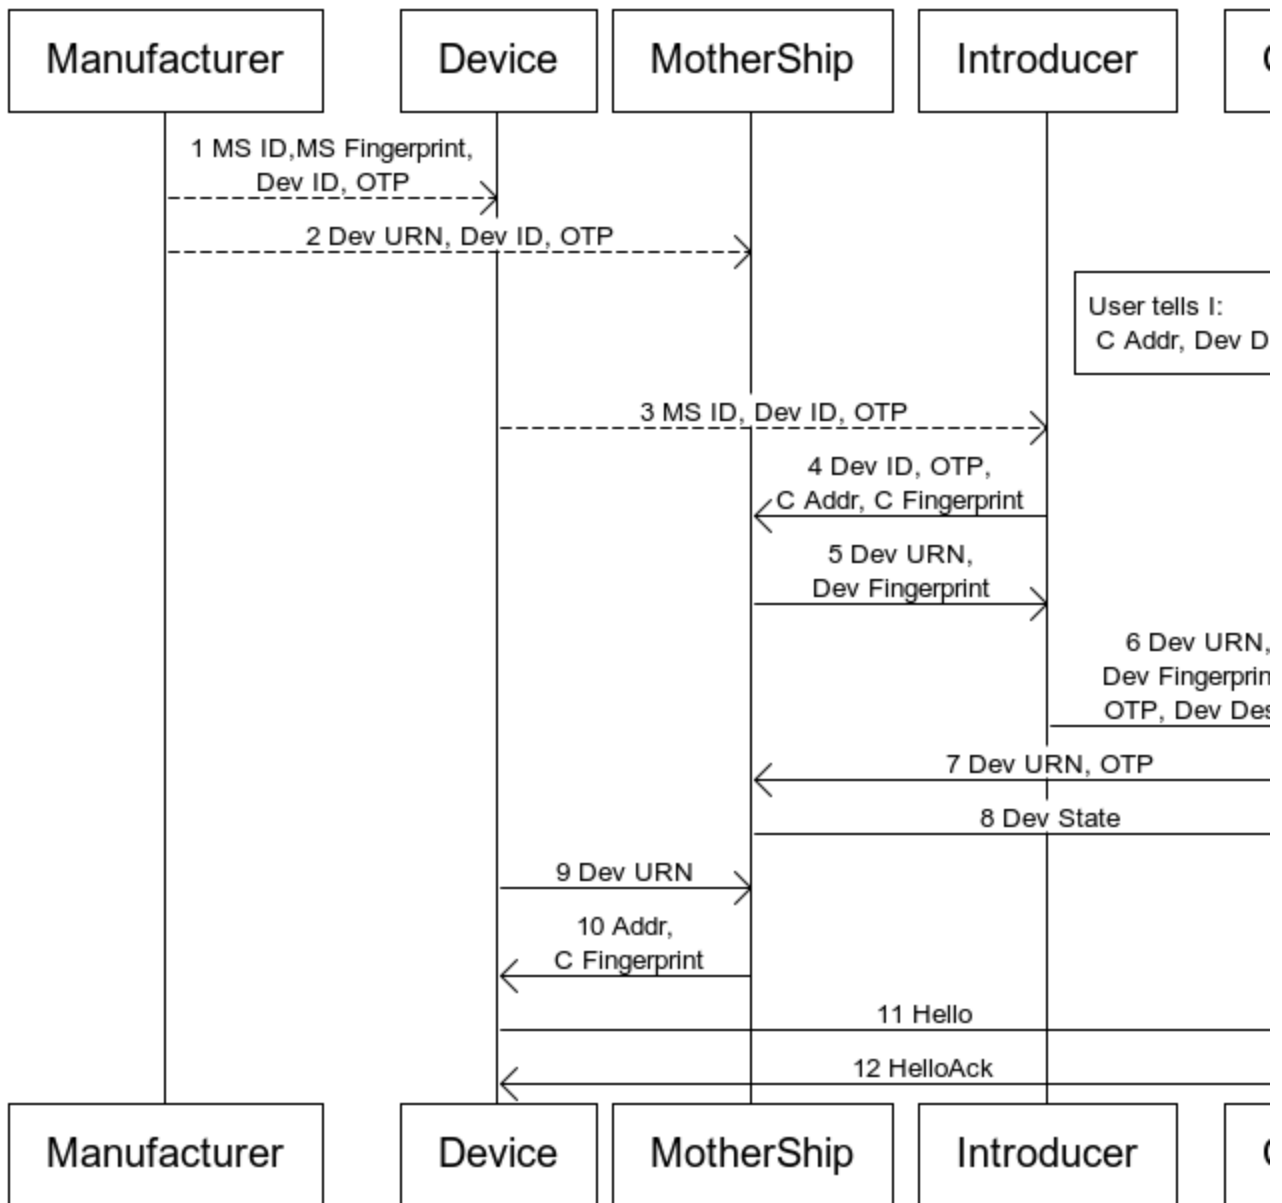 Manufacturer
Device
MotherShip
Introducer
1 MS ID,MS Fingerprint,
Dev ID, OTP
2 Dev URN, Dev ID, OTP
User tells I:
C Addr, Dev D
3 MS ID, Dev ID, OTP
4 Dev ID, OTP,
C Addr, C Fingerprint
5 Dev URN,
Dev Fingerprint
6 Dev URN,
Dev Fingerprin
OTP, Dev Des
7 Dev URN, OTP
8 Dev State
9 Dev URN
10 Addr,
C Fingerprint
11 Hello
12 HelloAck
Manufacturer
Device
MotherShip
Introducer